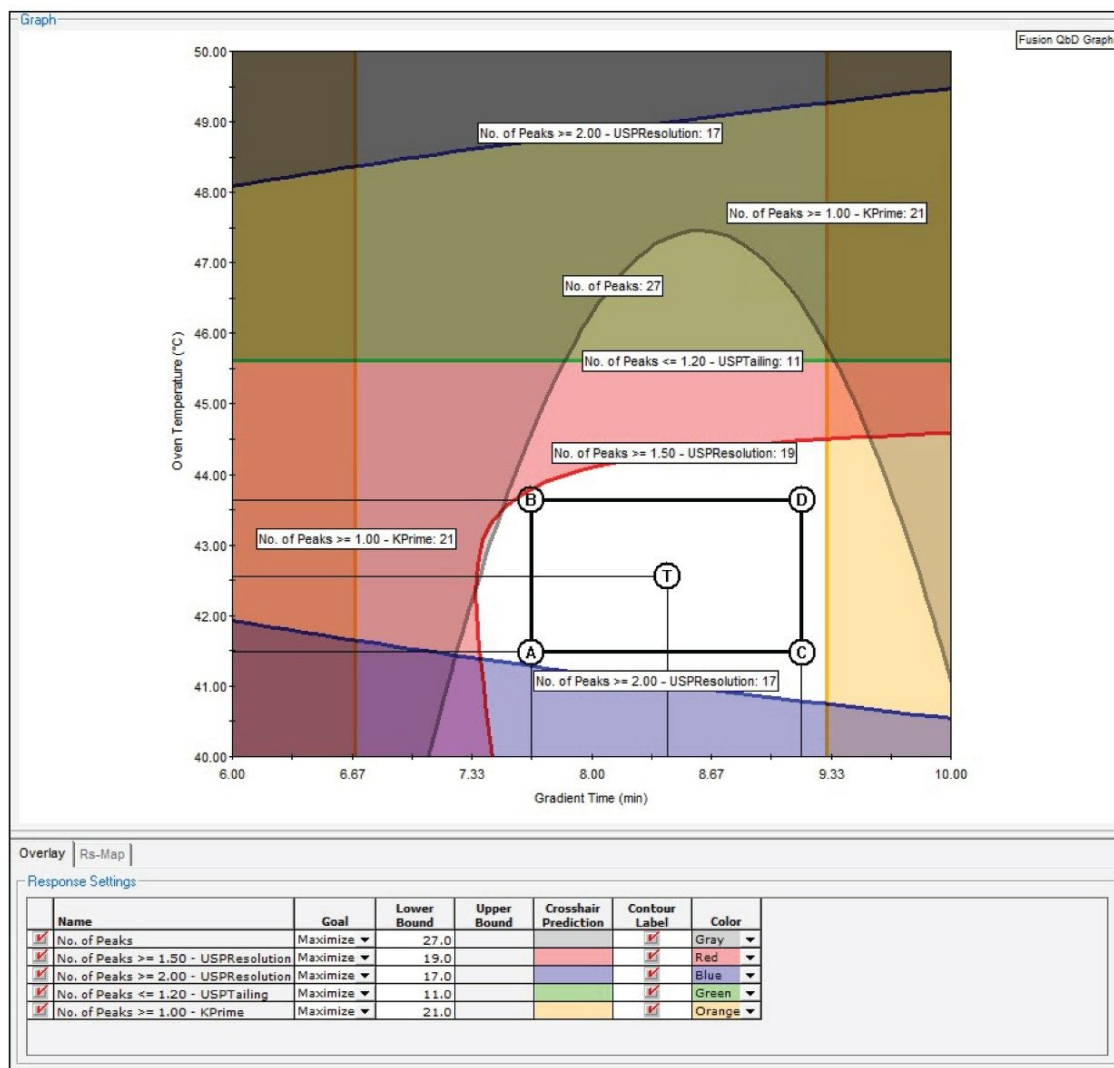 Graph
Fusion QbD Graph
50.00
49.00
No. of Peaks >= 2.00 - USPResolution: 17
48.00
No. of Peaks >= 1.00 - KPrime: 21
47.00
No. of Peaks: 27
46.00
No. of Peaks <= 1.20 - USPTailing: 11
45.00
No. of Peaks >= 1.50 - USPResolution: 19
44.00
B
D
No. of Peaks >= 1.00 - KPrime: 21
43.00
T
42.00
A
C
No. of Peaks >= 2.00 - USPResolution: 17
41.00
40.00
Oven Temperature (°C)
6.00 6.67 7.33 8.00 8.67 9.33 10.00
Gradient Time (min)
Overlay Rs-Map
Response Settings
Name Goal Lower Bound Upper Bound Crosshair Prediction Contour Label Color
No. of Peaks Maximize 27.0 Gray
No. of Peaks >= 1.50 - USPResolution Maximize 19.0 Red
No. of Peaks >= 2.00 - USPResolution Maximize 17.0 Blue
No. of Peaks <= 1.20 - USPTailing Maximize 11.0 Green
No. of Peaks >= 1.00 - KPrime Maximize 21.0 Orange